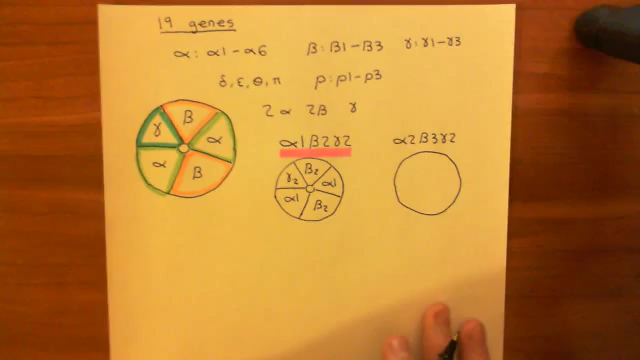 19 genes
α: α1-α6 β: β1-β3 γ: γ1-γ3
δ, ε, θ, π ρ: ρ1-ρ3
2α 2β γ
α1β2γ2 α2β3γ2
γ β α α β
γ2 β2 α1 α1 β2